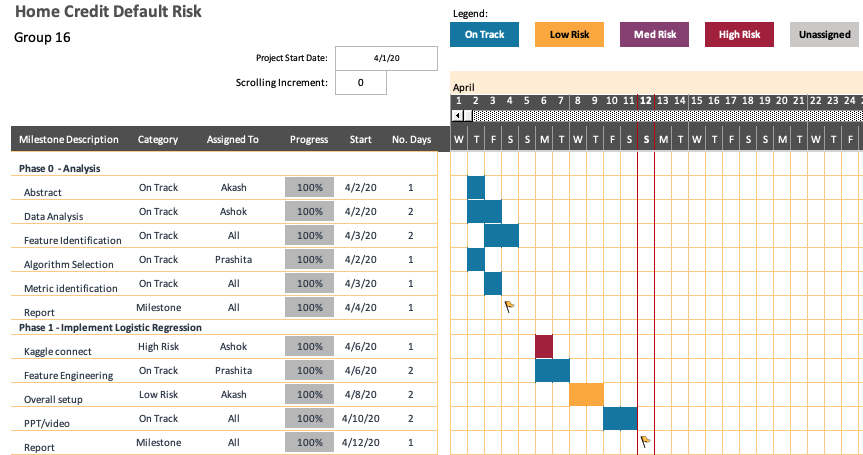 Home Credit Default Risk
Group 16
Legend:
On Track Low Risk Med Risk High Risk Unassigned
Project Start Date: 4/1/20
Scrolling Increment: 0
April
1 2 3 4 5 6 7 8 9 10 11 12 13 14 15 16 17 18 19 20 21 22 23 24
Milestone Description Category Assigned To Progress Start No. Days W T F S S M T W T F S S M T W T F S S M T W T F
Phase 0 - Analysis
Abstract On Track Akash 100% 4/2/20 1
Data Analysis On Track Ashok 100% 4/2/20 2
Feature Identification On Track All 100% 4/3/20 2
Algorithm Selection On Track Prashita 100% 4/2/20 1
Metric identification On Track All 100% 4/3/20 1
Report Milestone All 100% 4/4/20 1
Phase 1 - Implement Logistic Regression
Kaggle connect High Risk Ashok 100% 4/6/20 1
Feature Engineering On Track Prashita 100% 4/6/20 2
Overall setup Low Risk Akash 100% 4/8/20 2
PPT/video On Track All 100% 4/10/20 2
Report Milestone All 100% 4/12/20 1